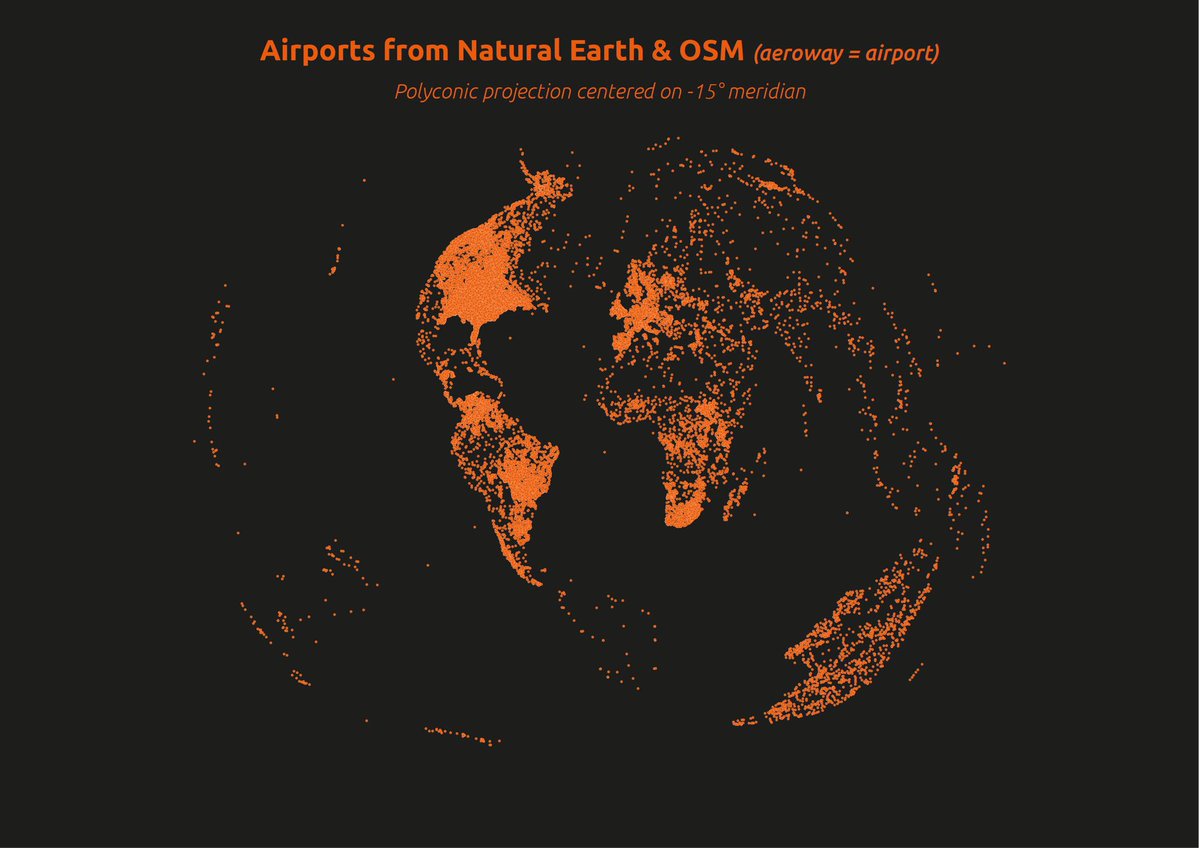 Airports from Natural Earth & OSM (aeroway = airport)
Polyconic projection centered on -15° meridian